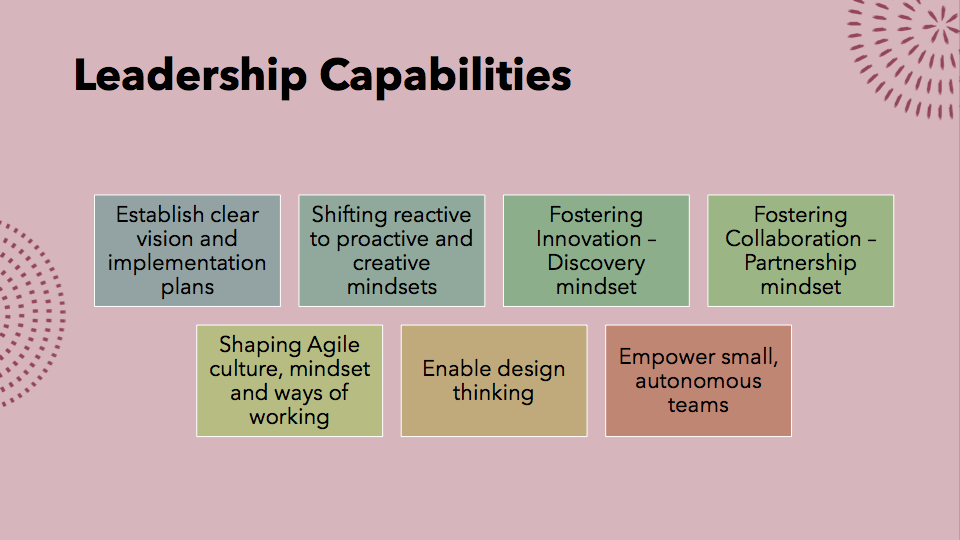 Leadership Capabilities
Establish clear
vision and
implementation
plans
Shifting reactive
to proactive and
creative
mindsets
Fostering
Innovation –
Discovery
mindset
Fostering
Collaboration –
Partnership
mindset
Shaping Agile
culture, mindset
and ways of
working
Enable design
thinking
Empower small,
autonomous
teams